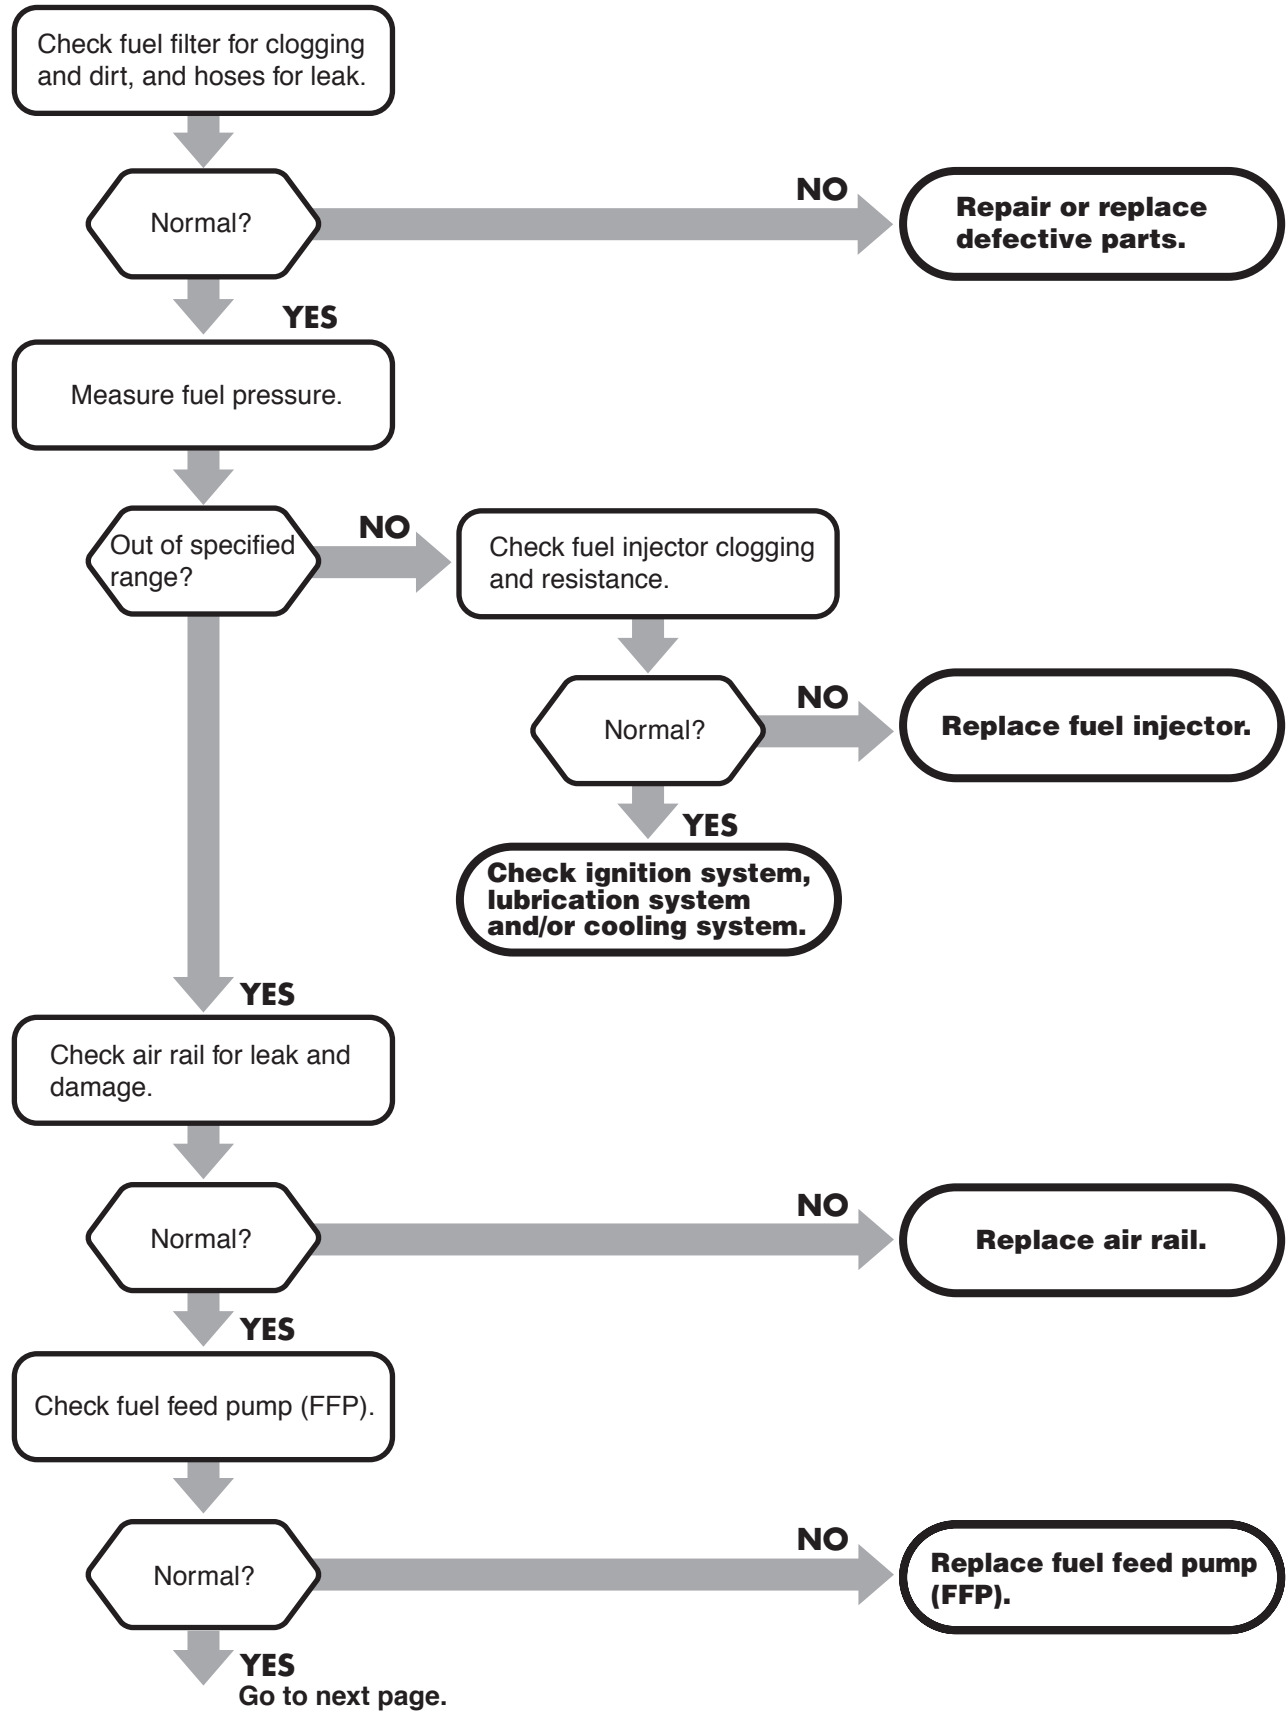 Check fuel filter for clogging
and dirt, and hoses for leak.
Normal?
NO
Repair or replace
defective parts.
YES
Measure fuel pressure.
Out of specified
range?
NO
Check fuel injector clogging
and resistance.
Normal?
NO
Replace fuel injector.
YES
Check ignition system,
lubrication system
and/or cooling system.
YES
Check air rail for leak and
damage.
Normal?
NO
Replace air rail.
YES
Check fuel feed pump (FFP).
Normal?
NO
Replace fuel feed pump
(FFP).
YES
Go to next page.